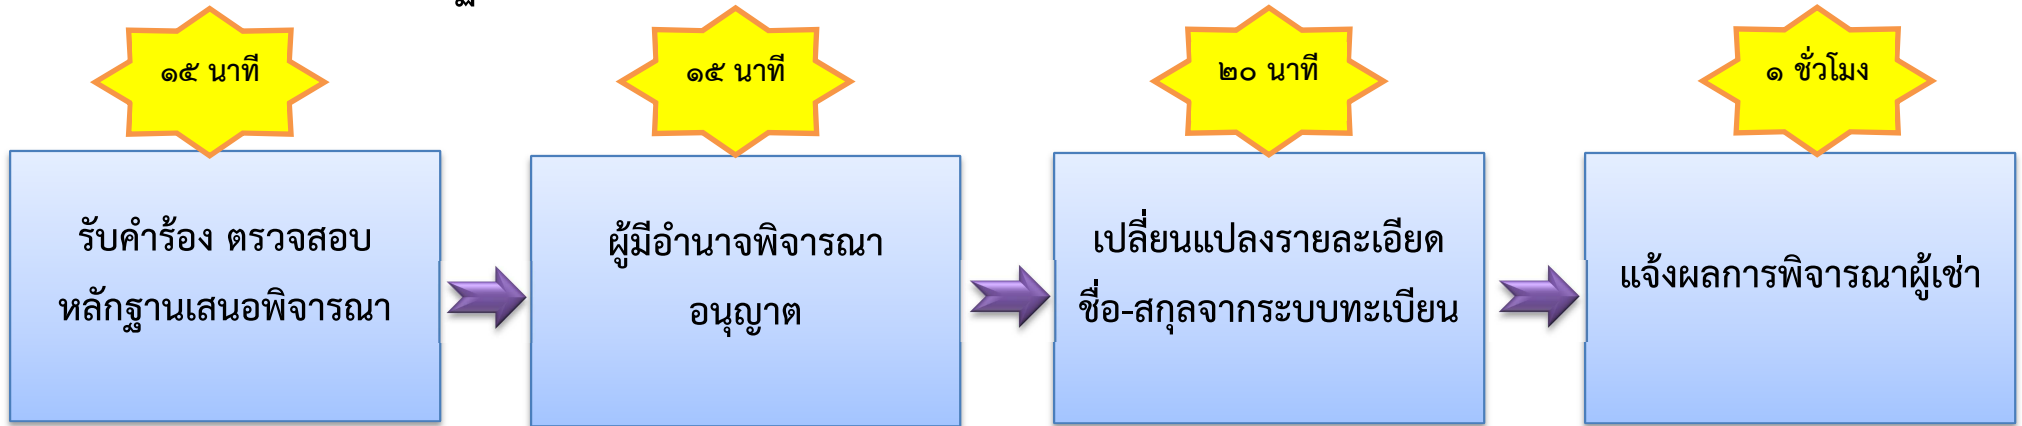 ๑๕ นาที
๑๕ นาที
๒๐ นาที
๑ ชั่วโมง
รับคำร้อง ตรวจสอบ
หลักฐานเสนอพิจารณา
ผู้มีอำนาจพิจารณา
อนุญาต
เปลี่ยนแปลงรายละเอียด
ชื่อ-สกุลจากระบบทะเบียน
แจ้งผลการพิจารณาผู้เช่า